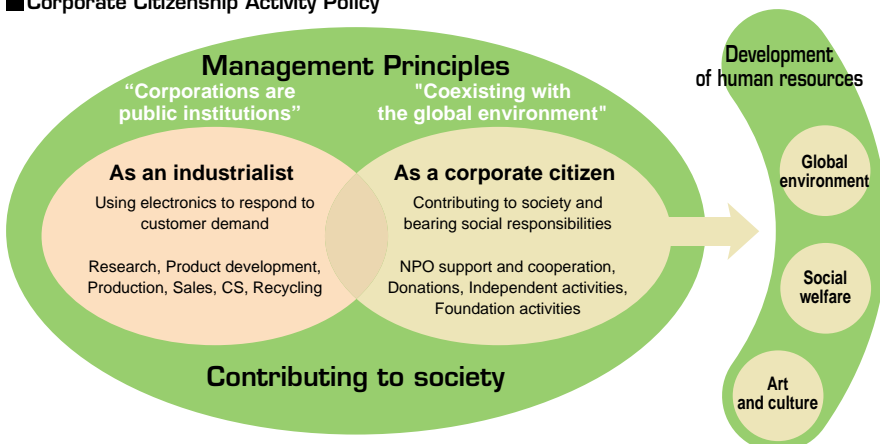 ■Corporate Citizenship Activity Policy
Management Principles
“Corporations are
public institutions”
"Coexisting with
the global environment"
As an industrialist
Using electronics to respond to
customer demand
Research, Product development,
Production, Sales, CS, Recycling
As a corporate citizen
Contributing to society and
bearing social responsibilities
NPO support and cooperation,
Donations, Independent activities,
Foundation activities
Contributing to society
Development
of human resources
Global
environment
Social
welfare
Art
and culture